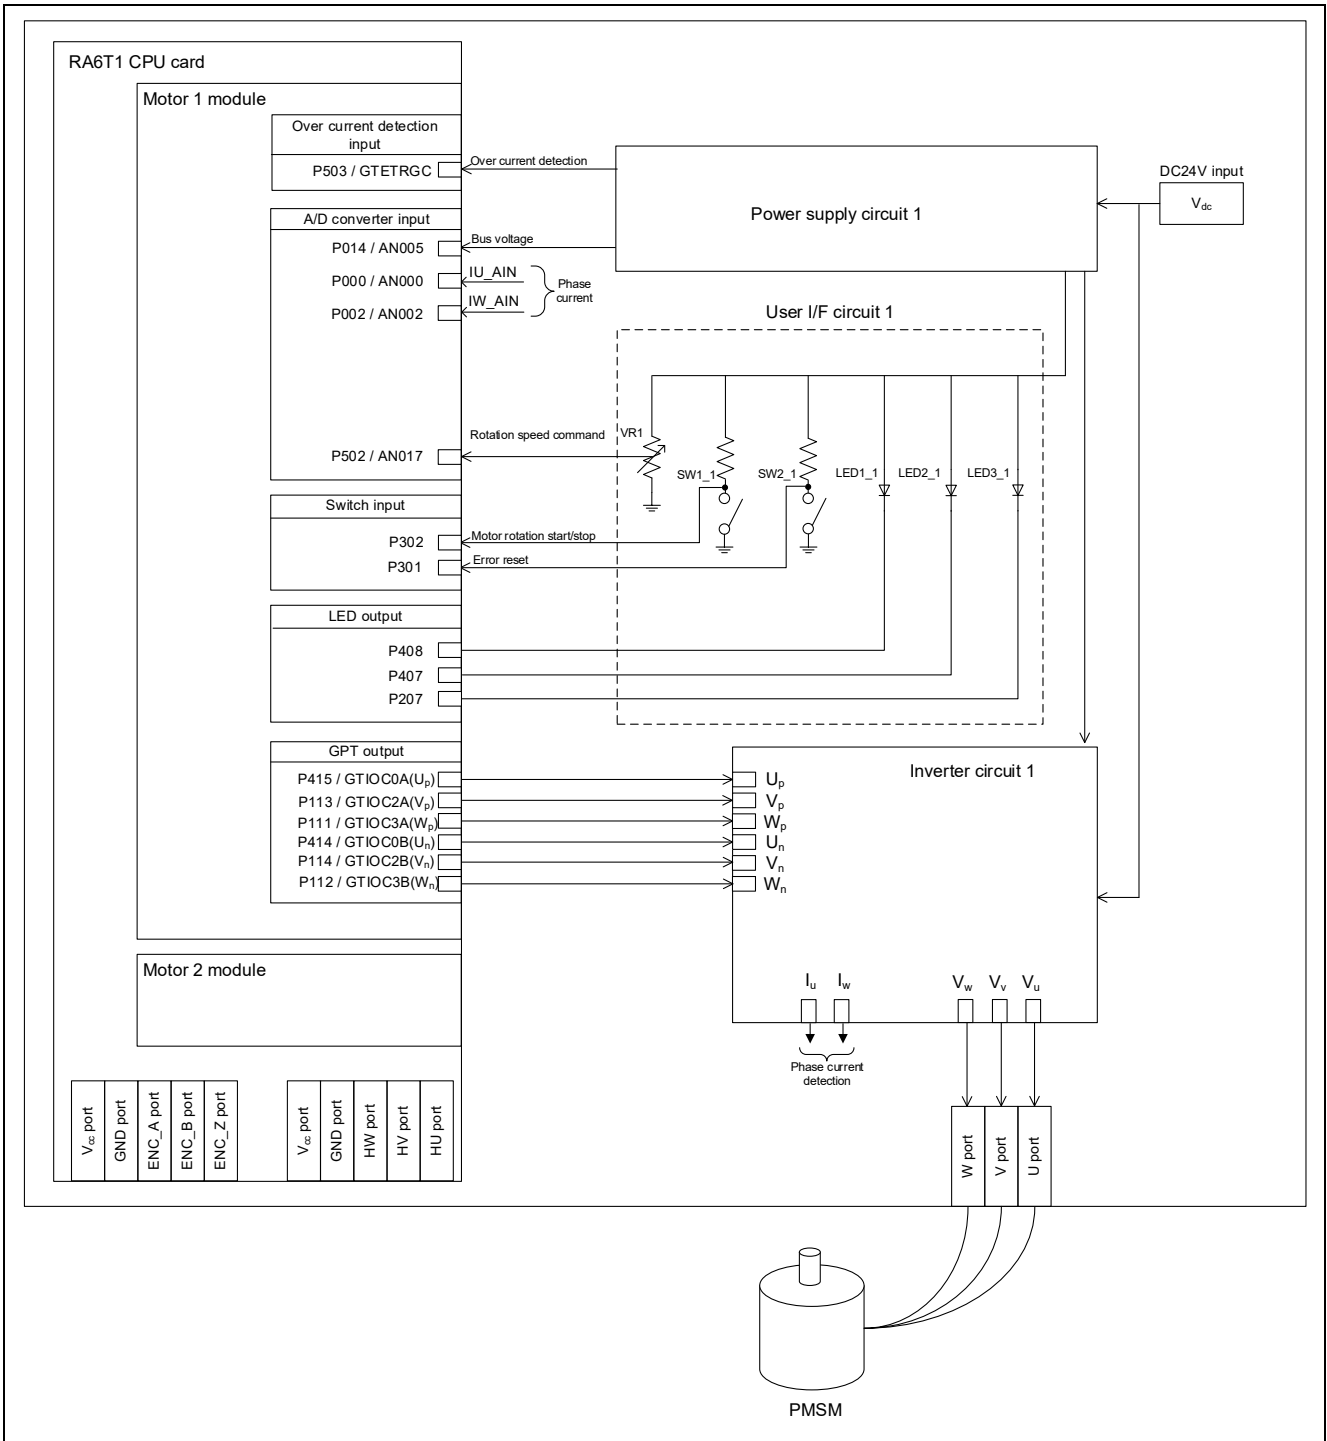 RA6T1 CPU card
Motor 1 module
Over current detection
input
P503 / GTETRGC
Over current detection
Power supply circuit 1
DC24V input
Vdc
A/D converter input
P014 / AN005
Bus voltage
P000 / AN000
IU_AIN
P002 / AN002
IW_AIN
Phase
current
User I/F circuit 1
P502 / AN017
Rotation speed command
VR1
SW1_1
SW2_1
LED1_1
LED2_1
LED3_1
Switch input
P302
Motor rotation start/stop
P301
Error reset
LED output
P408
P407
P207
GPT output
P415 / GTIOC0A(Up)
P113 / GTIOC2A(Vp)
P111 / GTIOC3A(Wp)
P414 / GTIOC0B(Un)
P114 / GTIOC2B(Vn)
P112 / GTIOC3B(Wn)
Up
Vp
Wp
Un
Vn
Wn
Inverter circuit 1
Iu
Iw
Vw
Vv
Vu
Phase current
detection
Motor 2 module
Vcc port
GND port
ENC_A port
ENC_B port
ENC_Z port
Vcc port
GND port
HW port
HV port
HU port
W port
V port
U port
PMSM